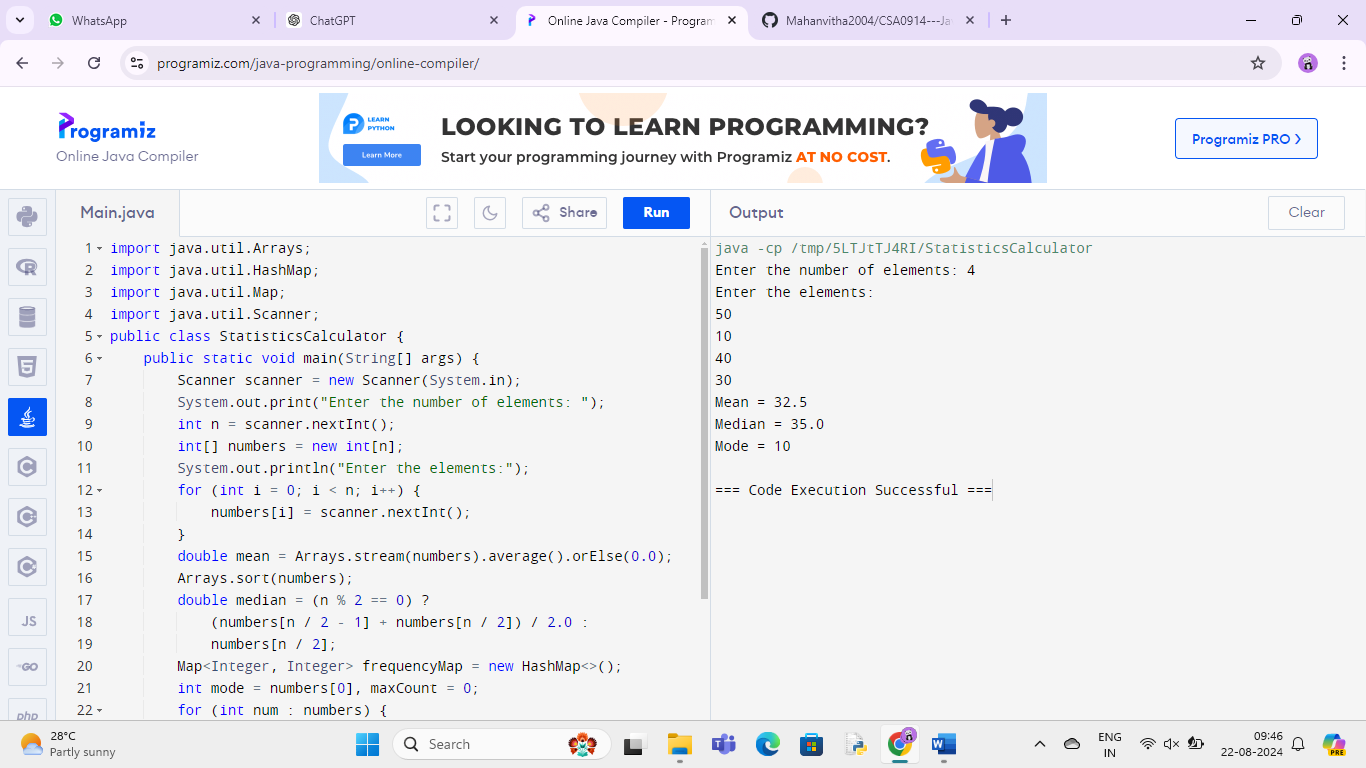 WhatsApp
ChatGPT
Online Java Compiler - Program
Mahanvitha2004/CSA0914---Ja
programiz.com/java-programming/online-compiler/
Programiz
Online Java Compiler
LEARN
PYTHON
Learn More
LOOKING TO LEARN PROGRAMMING?
Start your programming journey with Programiz AT NO COST.
Programiz PRO
Main.java
Share
Run
Output
Clear
1 import java.util.Arrays;
2 import java.util.HashMap;
3 import java.util.Map;
4 import java.util.Scanner;
5 public class StatisticsCalculator {
6 public static void main(String[] args) {
7 Scanner scanner = new Scanner(System.in);
8 System.out.print("Enter the number of elements: ");
9 int n = scanner.nextInt();
10 int[] numbers = new int[n];
11 System.out.println("Enter the elements:");
12 for (int i = 0; i < n; i++) {
13 numbers[i] = scanner.nextInt();
14 }
15 double mean = Arrays.stream(numbers).average().orElse(0.0);
16 Arrays.sort(numbers);
17 double median = (n % 2 == 0) ?
18 (numbers[n / 2 - 1] + numbers[n / 2]) / 2.0 :
19 numbers[n / 2];
20 Map<Integer, Integer> frequencyMap = new HashMap<>();
21 int mode = numbers[0], maxCount = 0;
22 for (int num : numbers) {
java -cp /tmp/5LTJtTJ4RI/StatisticsCalculator
Enter the number of elements: 4
Enter the elements:
50
10
40
30
Mean = 32.5
Median = 35.0
Mode = 10
=== Code Execution Successful ===
JS
GO
php
28°C
Partly sunny
Search
ENG
IN
09:46
22-08-2024
PRE